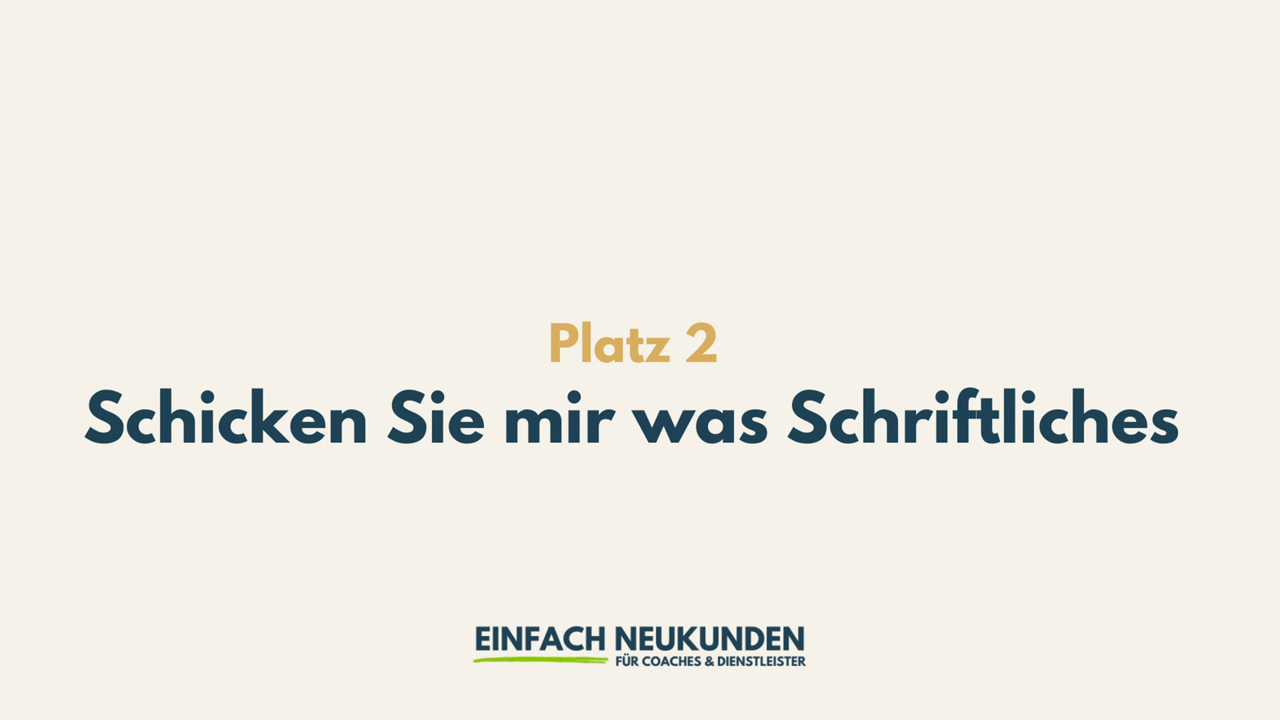 Platz 2
Schicken Sie mir was Schriftliches
EINFACH NEUKUNDEN
FÜR COACHES & DIENSTLEISTER